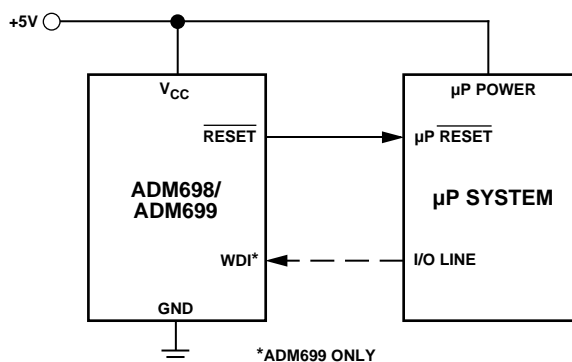 +5V
VCC
µP POWER
RESET
µP RESET
ADM698/
ADM699
µP SYSTEM
WDI*
I/O LINE
GND
*ADM699 ONLY